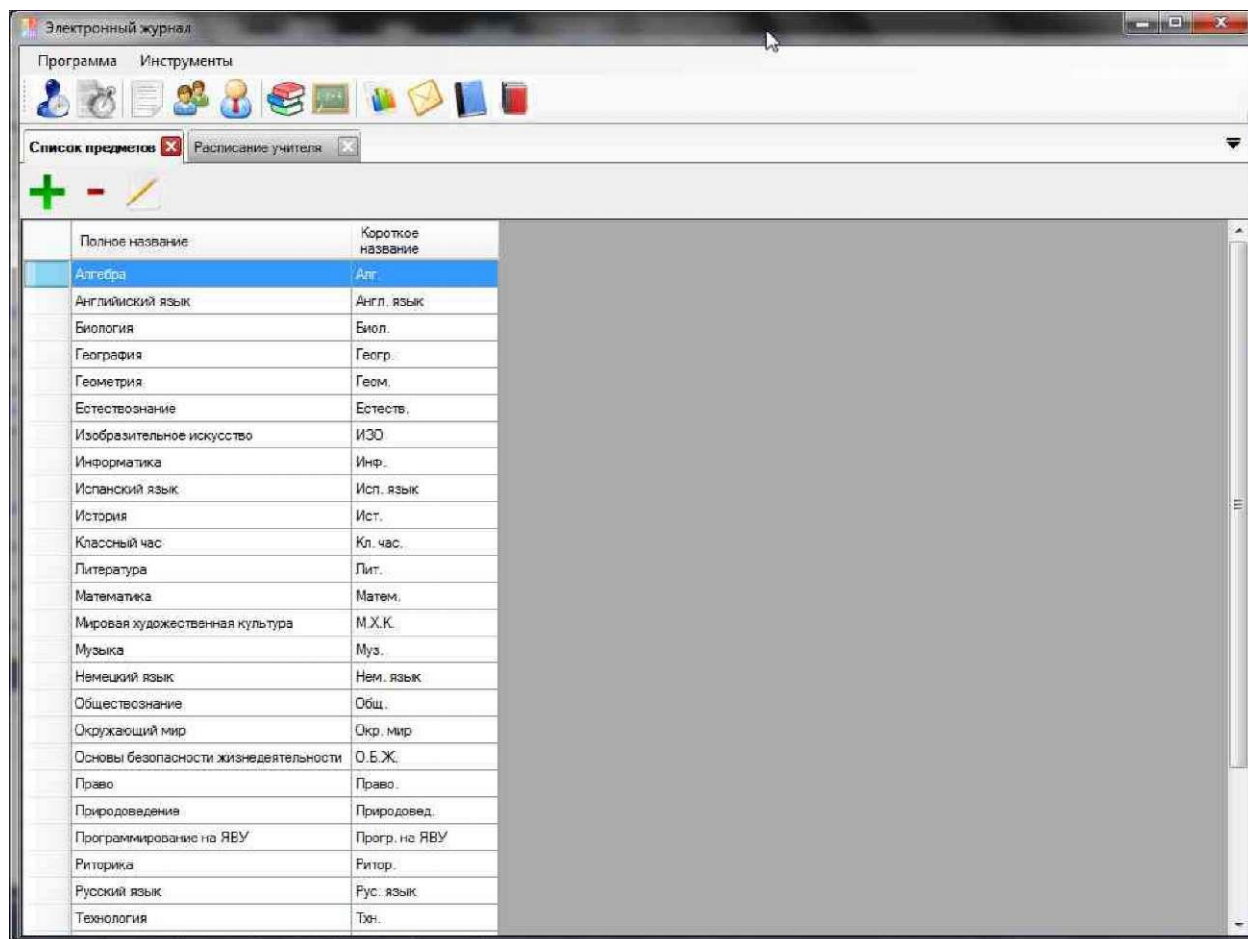 Электронный журнал
Программа Инструменты
Список предметов Расписание учителя
Полное название Короткое
название
Алгебра Алг.
Английский язык Англ. язык
Биология Биол.
География Геогр.
Геометрия Геом.
Естествознание Естеств.
Изобразительное искусство ИЗО
Информатика Инф.
Испанский язык Исп. язык
История Ист.
Классный час Кл. час.
Литература Лит.
Математика Матем.
Мировая художественная культура М.Х.К.
Музыка Муз.
Немецкий язык Нем. язык
Обществознание Общ.
Окружающий мир Окр. мир
Основы безопасности жизнедеятельности О.Б.Ж.
Право Право.
Природоведение Природовед.
Программирование на ЯВУ Прогр. на ЯВУ
Риторика Ритор.
Русский язык Рус. язык
Технология Тхн.